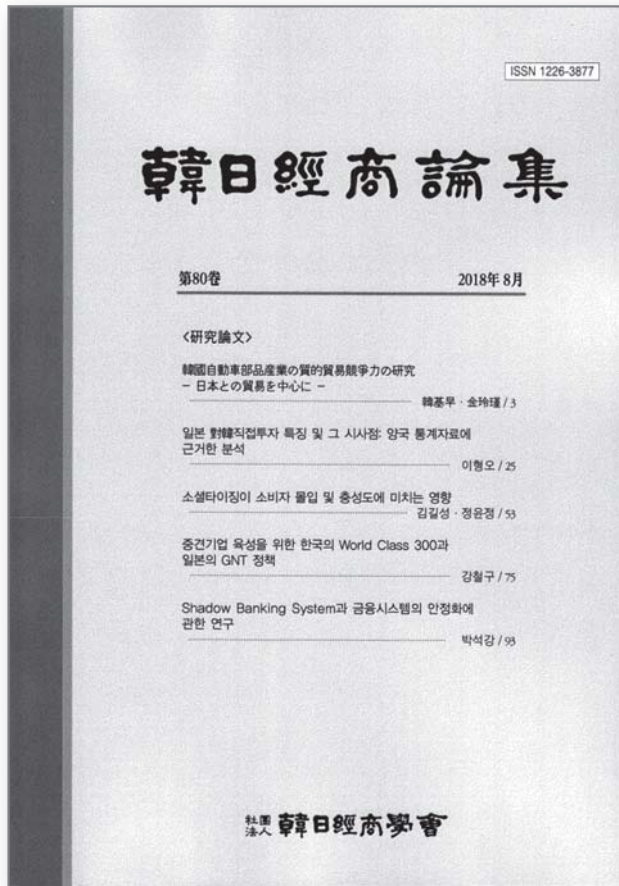 ISSN 1226-3877
韓日經商論集
第80卷 2018年 8月
〈研究論文〉
韓國自動車部品産業の質的貿易競爭力の研究
- 日本との貿易を中心に -
韓基早・金玲瑾 / 3
일본 對韓직접투자 특징 및 그 시사점: 양국 통계자료에
근거한 분석
이형오 / 25
소셜타이징이 소비자 몰입 및 충성도에 미치는 영향
김길성・정윤정 / 53
중견기업 육성을 위한 한국의 World Class 300과
일본의 GNT 정책
강철구 / 75
Shadow Banking System과 금융시스템의 안정화에
관한 연구
박석강 / 93
社團法人 韓日經商學會